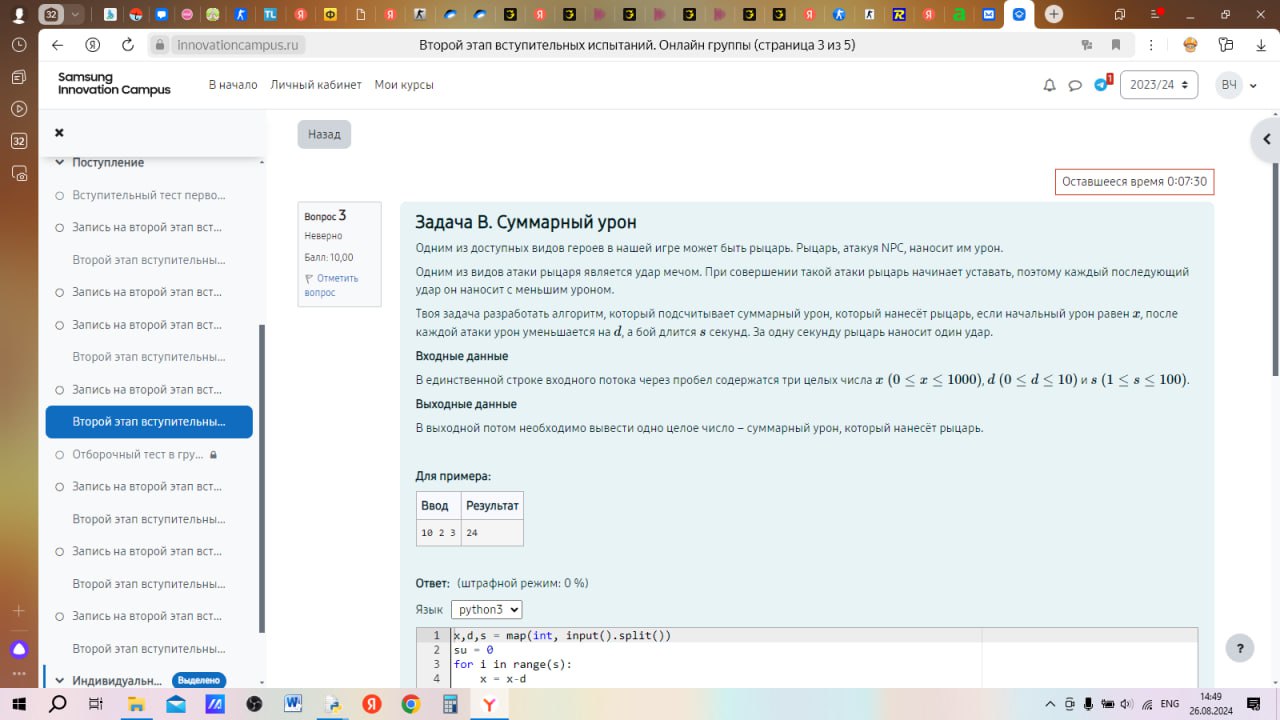 32
innovationcampus.ru
Второй этап вступительных испытаний. Онлайн группы (страница 3 из 5)
Samsung
Innovation Campus
В начало
Личный кабинет
Мои курсы
1
2023/24
ВЧ
32
Назад
Поступление
Вступительный тест перво...
Запись на второй этап вст...
Второй этап вступительны...
Запись на второй этап вст...
Запись на второй этап вст...
Второй этап вступительны...
Запись на второй этап вст...
Второй этап вступительны...
Отборочный тест в гру...
Запись на второй этап вст...
Второй этап вступительны...
Запись на второй этап вст...
Второй этап вступительны...
Запись на второй этап вст...
Второй этап вступительны...
Индивидуальн...
Выделено
Оставшееся время 0:07:30
Вопрос 3
Неверно
Балл: 10,00
Отметить
вопрос
Задача B. Суммарный урон
Одним из доступных видов героев в нашей игре может быть рыцарь. Рыцарь, атакуя NPC, наносит им урон.
Одним из видов атаки рыцаря является удар мечом. При совершении такой атаки рыцарь начинает уставать, поэтому каждый последующий
удар он наносит с меньшим уроном.
Твоя задача разработать алгоритм, который подсчитывает суммарный урон, который нанесёт рыцарь, если начальный урон равен x, после
каждой атаки урон уменьшается на d, а бой длится s секунд. За одну секунду рыцарь наносит один удар.
Входные данные
В единственной строке входного потока через пробел содержатся три целых числа x (0 ≤ x ≤ 1000), d (0 ≤ d ≤ 10) и s (1 ≤ s ≤ 100).
Выходные данные
В выходной потом необходимо вывести одно целое число – суммарный урон, который нанесёт рыцарь.
Для примера:
Ввод Результат
10 2 3 24
Ответ: (штрафной режим: 0 %)
Язык python3
1 x,d,s = map(int, input().split())
2 su = 0
3 for i in range(s):
4 x = x-d
?
ENG
14:49
26.08.2024